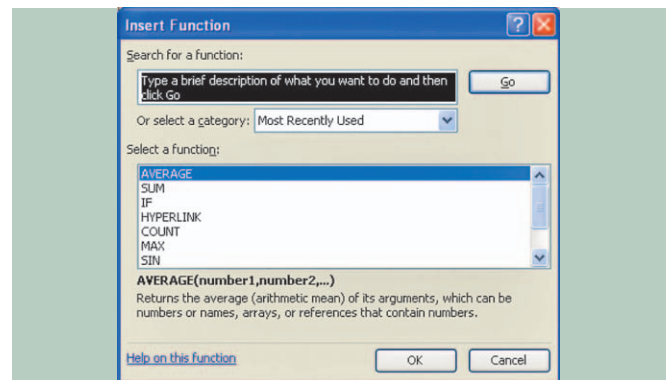 Insert Function
Search for a function:
Type a brief description of what you want to do and then
click Go
Go
Or select a category: Most Recently Used
Select a function:
AVERAGE
SUM
IF
HYPERLINK
COUNT
MAX
SIN
AVERAGE(number1,number2,...)
Returns the average (arithmetic mean) of its arguments, which can be
numbers or names, arrays, or references that contain numbers.
Help on this function
OK
Cancel